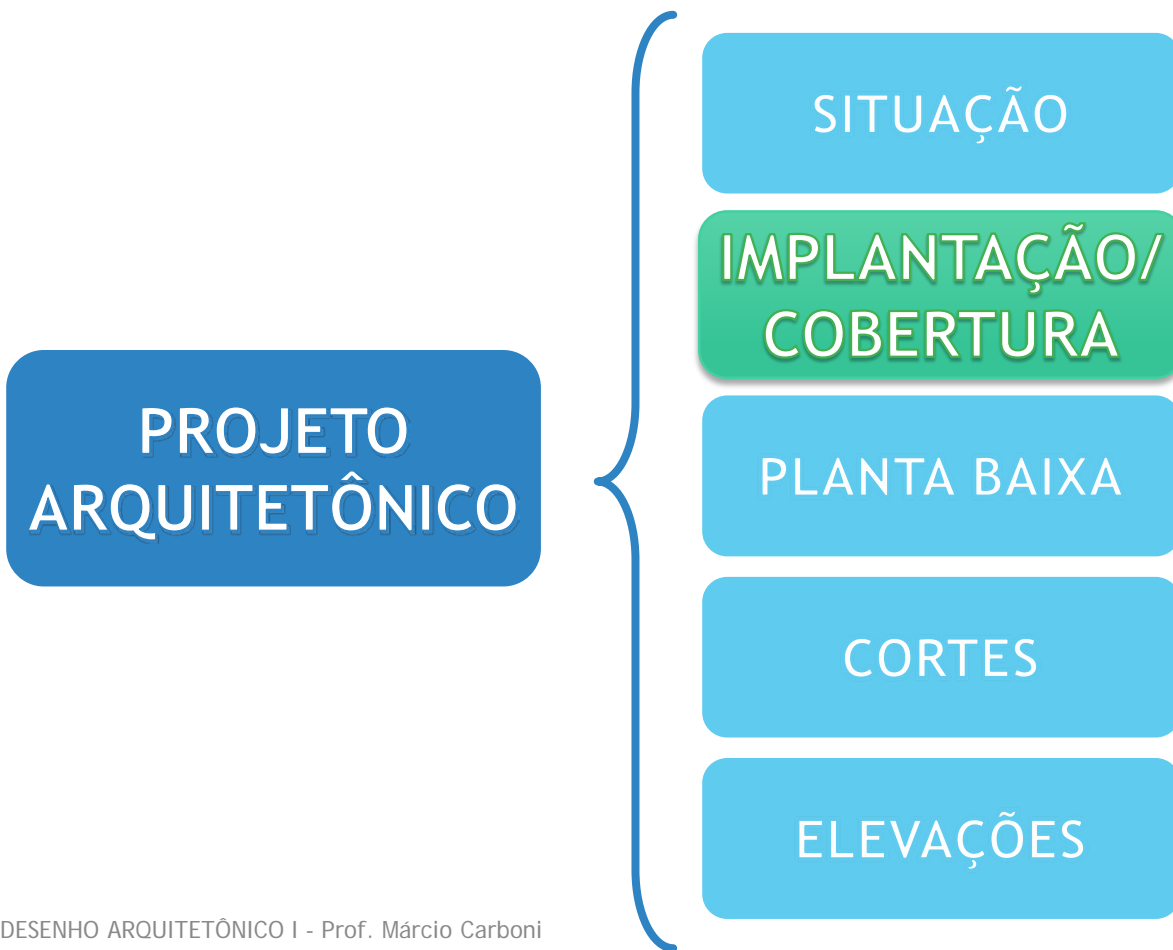 SITUAÇÃO
IMPLANTAÇÃO/
COBERTURA
PROJETO
ARQUITETÔNICO
PLANTA BAIXA
CORTES
ELEVAÇÕES
DESENHO ARQUITETÔNICO I - Prof. Márcio Carboni